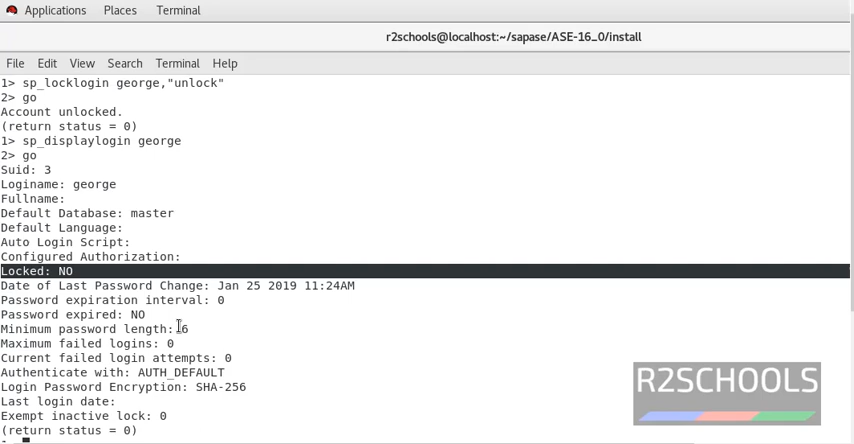 Applications Places Terminal
r2schools@localhost:~/sapase/ASE-16_0/install
File Edit View Search Terminal Help
1> sp_locklogin george,"unlock"
2> go
Account unlocked.
(return status = 0)
1> sp_displaylogin george
2> go
Suid: 3
Loginame: george
Fullname:
Default Database: master
Default Language:
Auto Login Script:
Configured Authorization:
Locked: NO
Date of Last Password Change: Jan 25 2019 11:24AM
Password expiration interval: 0
Password expired: NO
Minimum password length: 6
Maximum failed logins: 0
Current failed login attempts: 0
Authenticate with: AUTH_DEFAULT
Login Password Encryption: SHA-256
Last login date:
Exempt inactive lock: 0
(return status = 0)
R2SCHOOLS